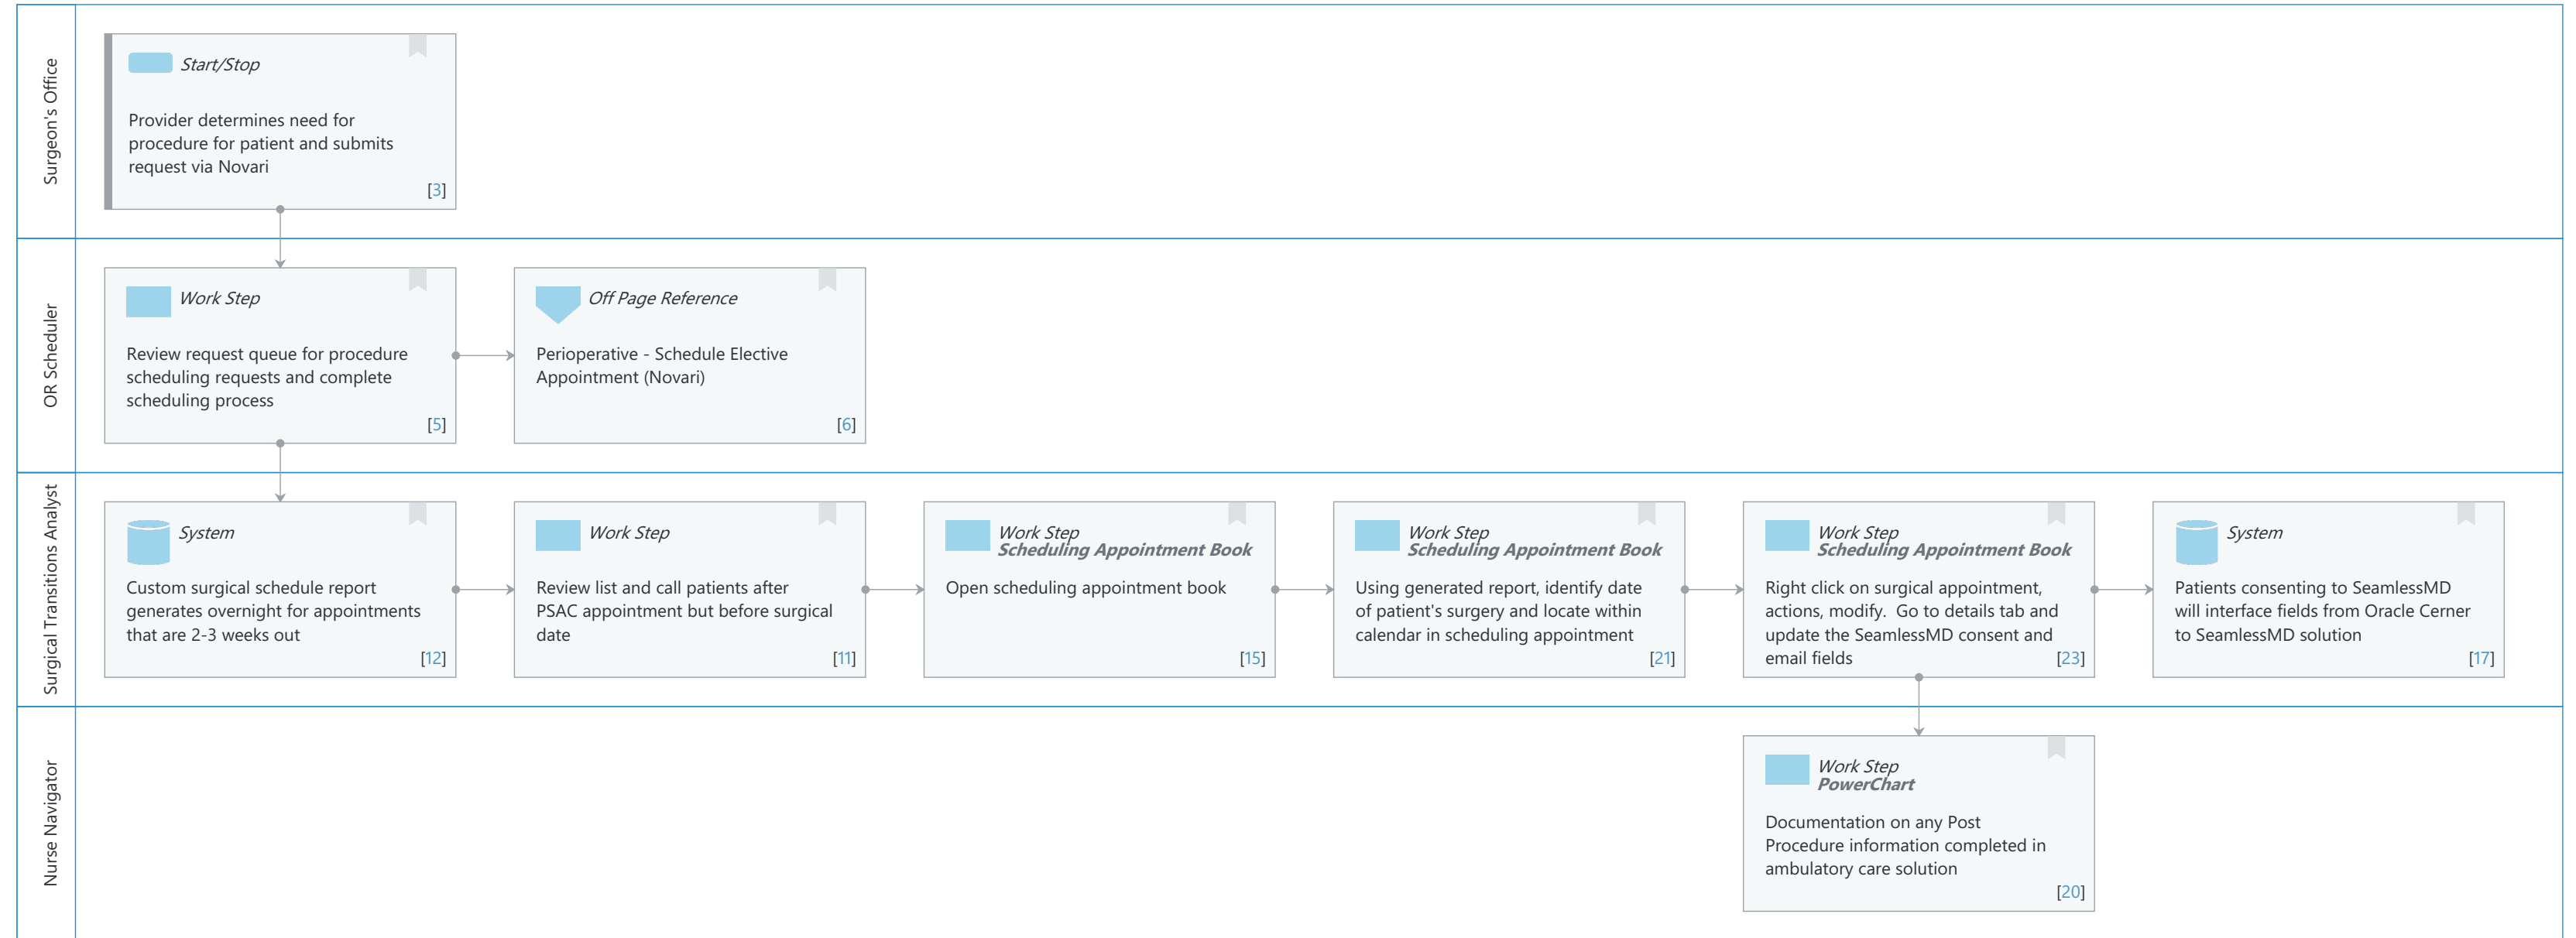 Surgeon's Office
Start/Stop
Provider determines need for
procedure for patient and submits
request via Novari
[3]
OR Scheduler
Work Step
Review request queue for procedure
scheduling requests and complete
scheduling process
[5]
Off Page Reference
Perioperative - Schedule Elective
Appointment (Novari)
[6]
Surgical Transitions Analyst
System
Custom surgical schedule report
generates overnight for appointments
that are 2-3 weeks out
[12]
Work Step
Review list and call patients after
PSAC appointment but before surgical
date
[11]
Work Step
Scheduling Appointment Book
Open scheduling appointment book
[15]
Work Step
Scheduling Appointment Book
Using generated report, identify date
of patient's surgery and locate within
calendar in scheduling appointment
[21]
Work Step
Scheduling Appointment Book
Right click on surgical appointment,
actions, modify.  Go to details tab and
update the SeamlessMD consent and
email fields
[23]
System
Patients consenting to SeamlessMD
will interface fields from Oracle Cerner
to SeamlessMD solution
[17]
Nurse Navigator
Work Step
PowerChart
Documentation on any Post
Procedure information completed in
ambulatory care solution
[20]